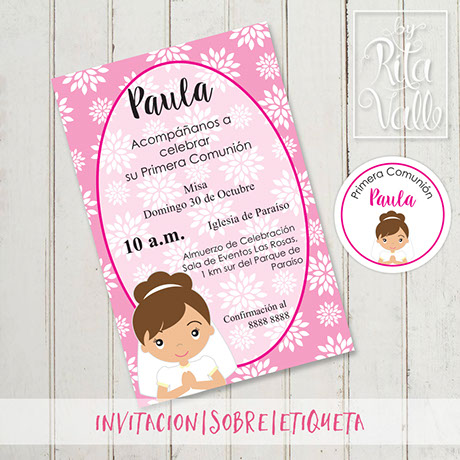 by
Rita
Valle
Paula
Acompáñanos a
celebrar
su Primera Comunión
Misa
Domingo 30 de Octubre
10 a.m.
Iglesia de Paraíso
Almuerzo de Celebración
Sala de Eventos Las Rosas,
1 km sur del Parque de
Paraíso
Confirmación al
8888 8888
Primera Comunión
Paula
INVITACION|SOBRE|ETIQUETA